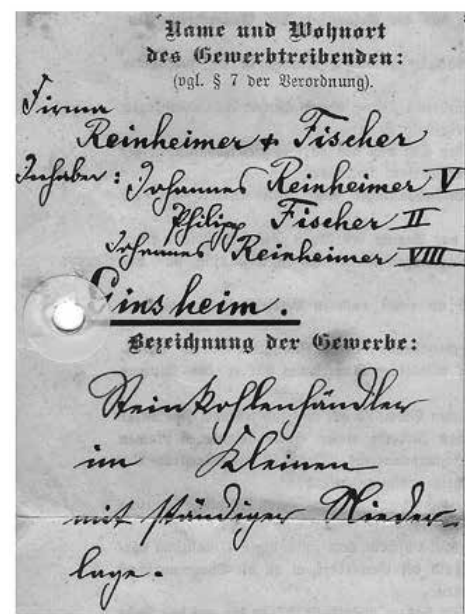 Name und Wohnort
des Gewerbtreibenden:
(vgl. § 7 der Verordnung).
Firma
Reinheimer + Fischer
Inhaber: Johannes Reinheimer V
Philipp Fischer II
Johannes Reinheimer VIII
Ginsheim.
Bezeichnung der Gewerbe:
Steinkohlenhändler
im Kleinen
mit ständiger Nieder-
lage.